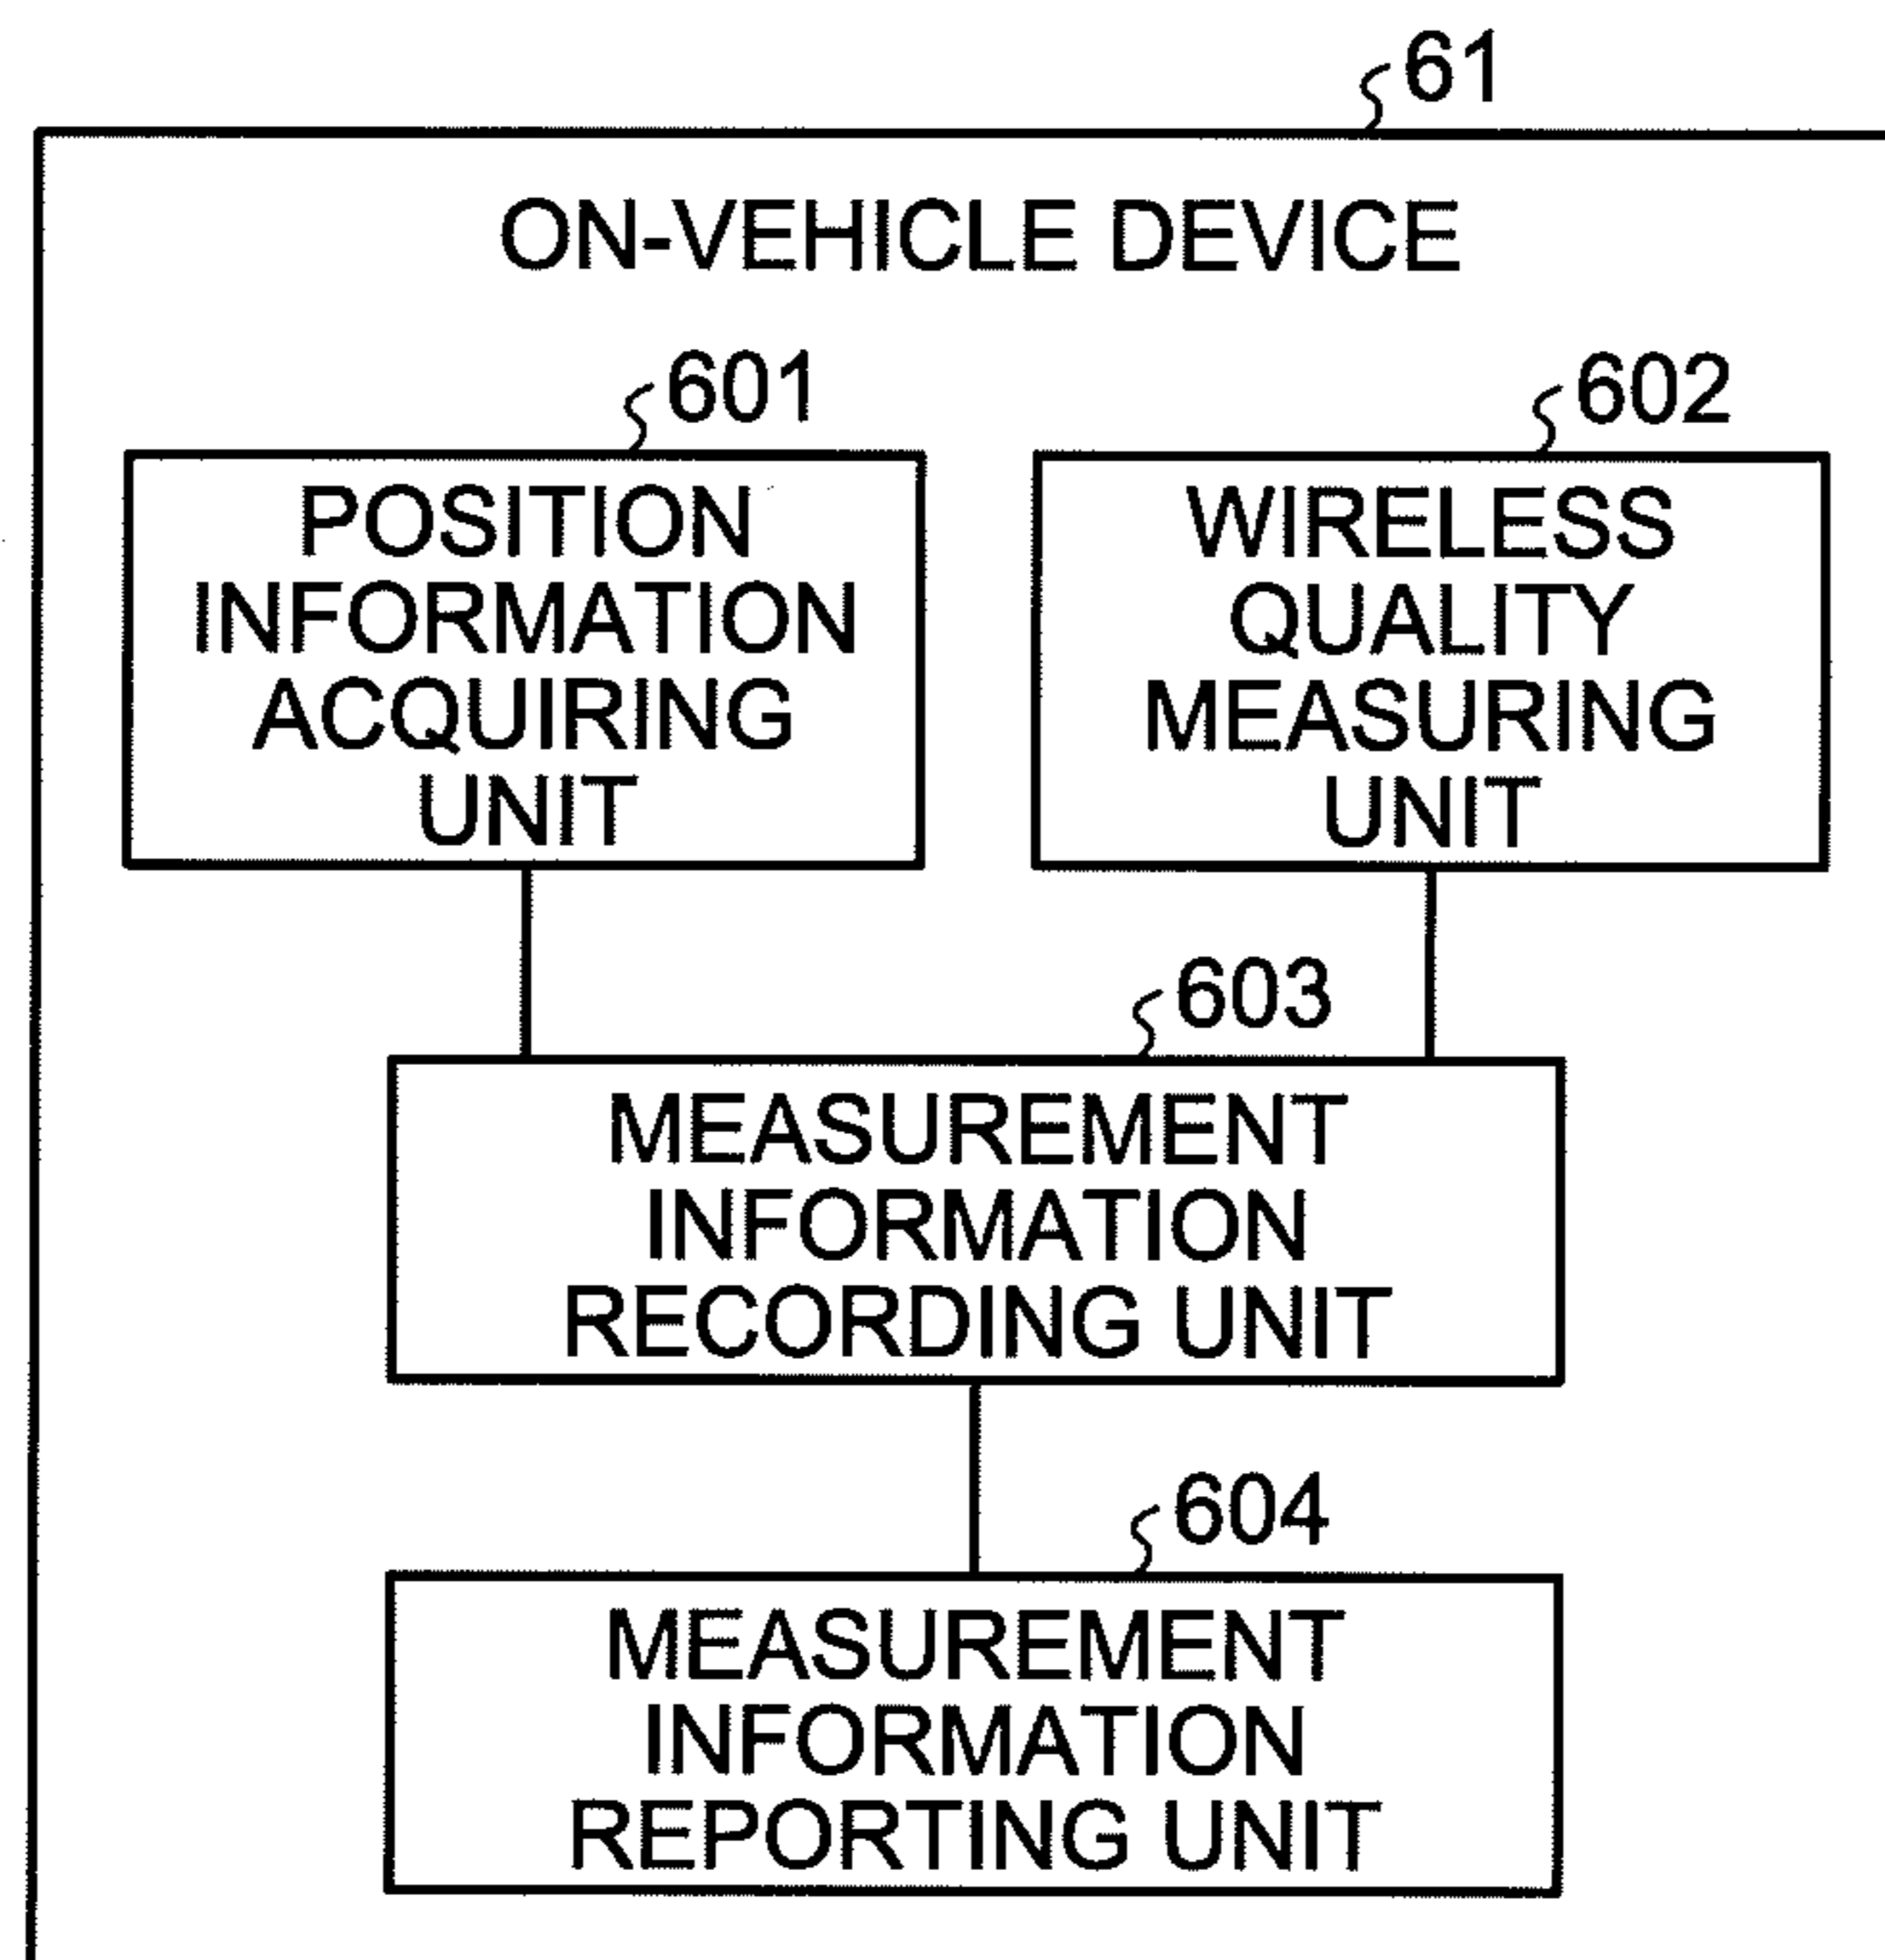 61
ON-VEHICLE DEVICE
601
POSITION
INFORMATION
ACQUIRING
UNIT
602
WIRELESS
QUALITY
MEASURING
UNIT
603
MEASUREMENT
INFORMATION
RECORDING UNIT
604
MEASUREMENT
INFORMATION
REPORTING UNIT